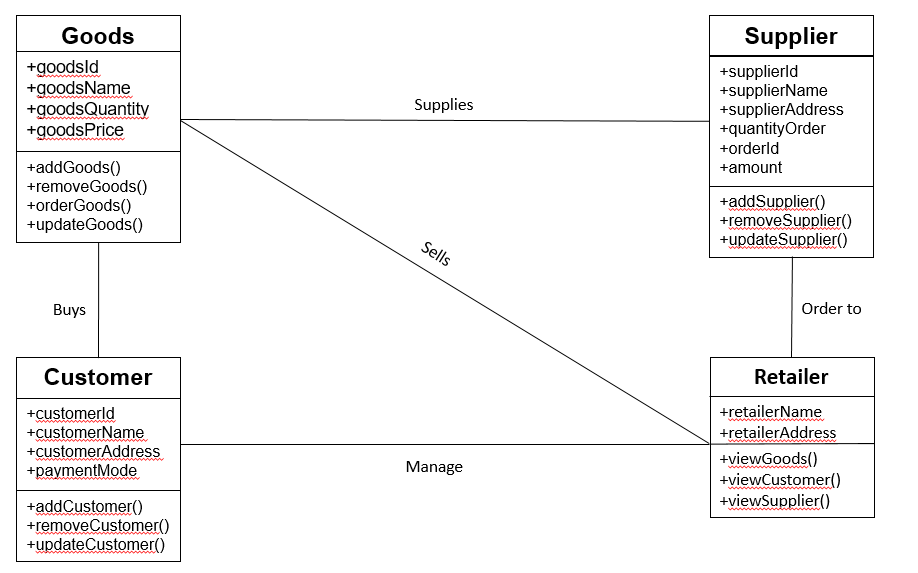 Goods
+goodsId
+goodsName
+goodsQuantity
+goodsPrice
+addGoods()
+removeGoods()
+orderGoods()
+updateGoods()
Supplies
Supplier
+supplierId
+supplierName
+supplierAddress
+quantityOrder
+orderId
+amount
+addSupplier()
+removeSupplier()
+updateSupplier()
Sells
Buys
Order to
Customer
+customerId
+customerName
+customerAddress
+paymentMode
+addCustomer()
+removeCustomer()
+updateCustomer()
Manage
Retailer
+retailerName
+retailerAddress
+viewGoods()
+viewCustomer()
+viewSupplier()